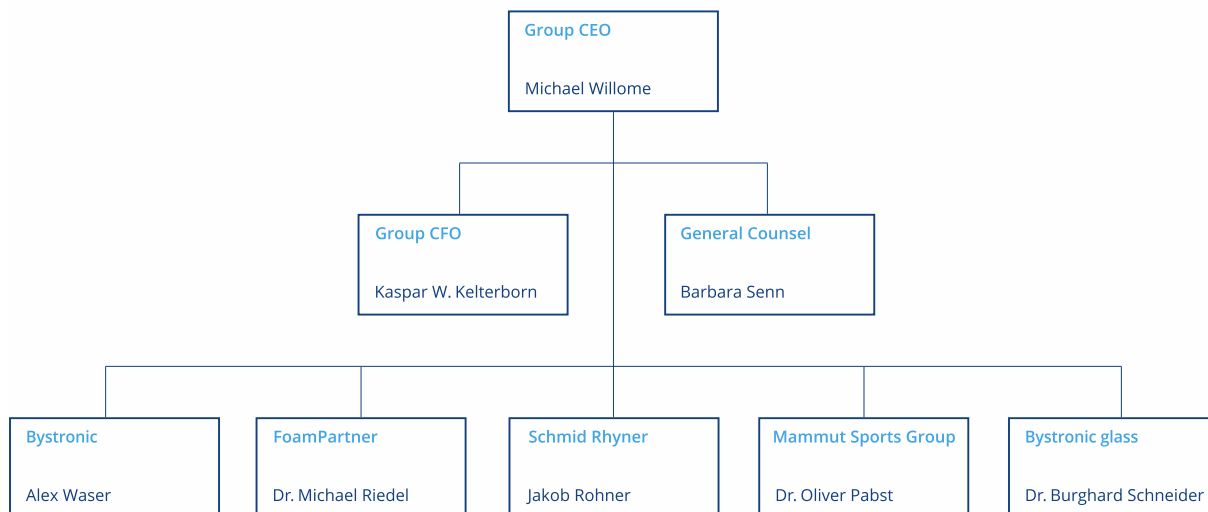 Group CEO
Michael Willome
Group CFO
Kaspar W. Kelterborn
General Counsel
Barbara Senn
Bystronic
Alex Waser
FoamPartner
Dr. Michael Riedel
Schmid Rhyner
Jakob Rohner
Mammut Sports Group
Dr. Oliver Pabst
Bystronic glass
Dr. Burghard Schneider